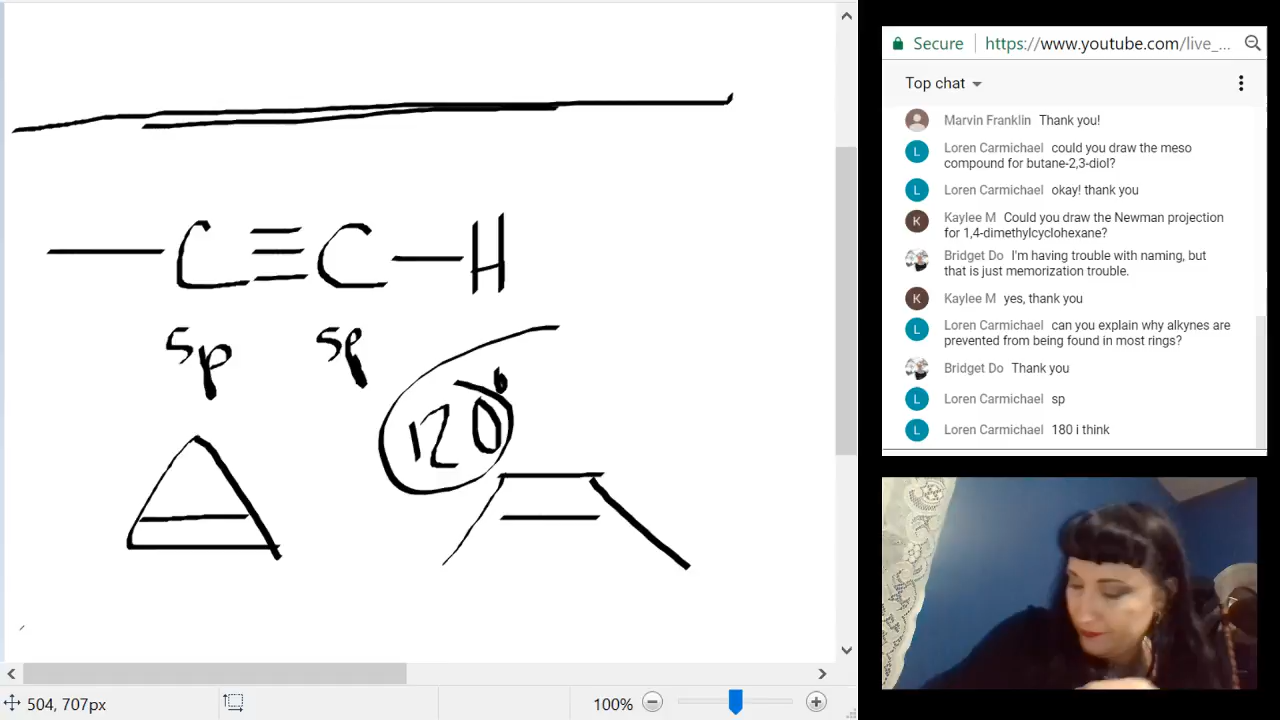 C≡C—H
sp sp
120°
504, 707px
100%
Secure https://www.youtube.com/live_...
Top chat
Marvin Franklin Thank you!
Loren Carmichael could you draw the meso
compound for butane-2,3-diol?
Loren Carmichael okay! thank you
Kaylee M Could you draw the Newman projection
for 1,4-dimethylcyclohexane?
Bridget Do I'm having trouble with naming, but
that is just memorization trouble.
Kaylee M yes, thank you
Loren Carmichael can you explain why alkynes are
prevented from being found in most rings?
Bridget Do Thank you
Loren Carmichael sp
Loren Carmichael 180 i think
L
L
K
K
L
L
L